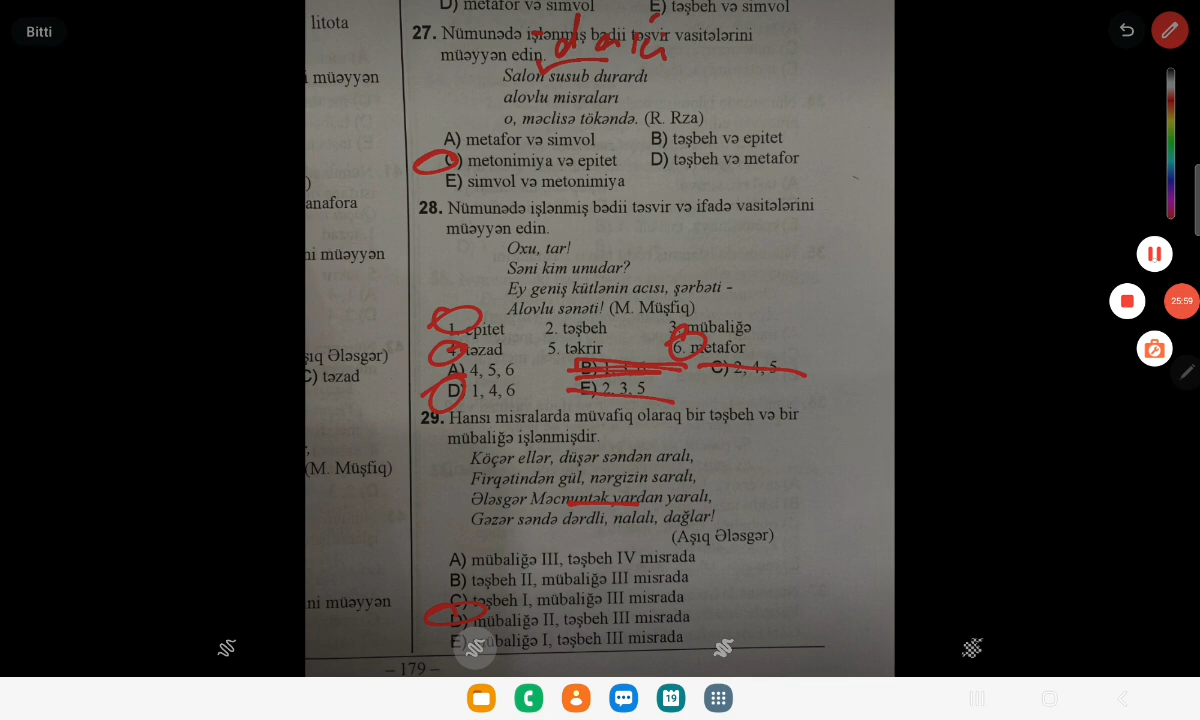 Bitti
litota
i müəyyən
)
anafora
ni müəyyən
şıq Ələsgər)
C) təzad
(M. Müşfiq)
ni müəyyən
D) metafor və simvol E) təşbeh və simvol
27. Nümunədə işlənmiş bədii təsvir vasitələrini
müəyyən edin.
Salon susub durardı
alovlu misraları
o, məclisə tökəndə. (R. Rza)
A) metafor və simvol B) təşbeh və epitet
C) metonimiya və epitet D) təşbeh və metafor
E) simvol və metonimiya
28. Nümunədə işlənmiş bədii təsvir və ifadə vasitələrini
müəyyən edin.
Oxu, tar!
Səni kim unudar?
Ey geniş kütlənin acısı, şərbəti -
Alovlu sənəti! (M. Müşfiq)
1. epitet 2. təşbeh 3. mübaliğə
4. təzad 5. təkrir 6. metafor
A) 4, 5, 6 B) 1, 3, 6 C) 2, 4, 5
D) 1, 4, 6 E) 2, 3, 5
29. Hansı misralarda müvafiq olaraq bir təşbeh və bir
mübaliğə işlənmişdir.
Köçər ellər, düşər səndən aralı,
Firqətindən gül, nərgizin saralı,
Ələsgər Məcnuntək yardan yaralı,
Gəzər səndə dərdli, nalalı, dağlar!
(Aşıq Ələsgər)
A) mübaliğə III, təşbeh IV misrada
B) təşbeh II, mübaliğə III misrada
C) təşbeh I, mübaliğə III misrada
D) mübaliğə II, təşbeh III misrada
E) mübaliğə I, təşbeh III misrada
– 179 –
25:59
19